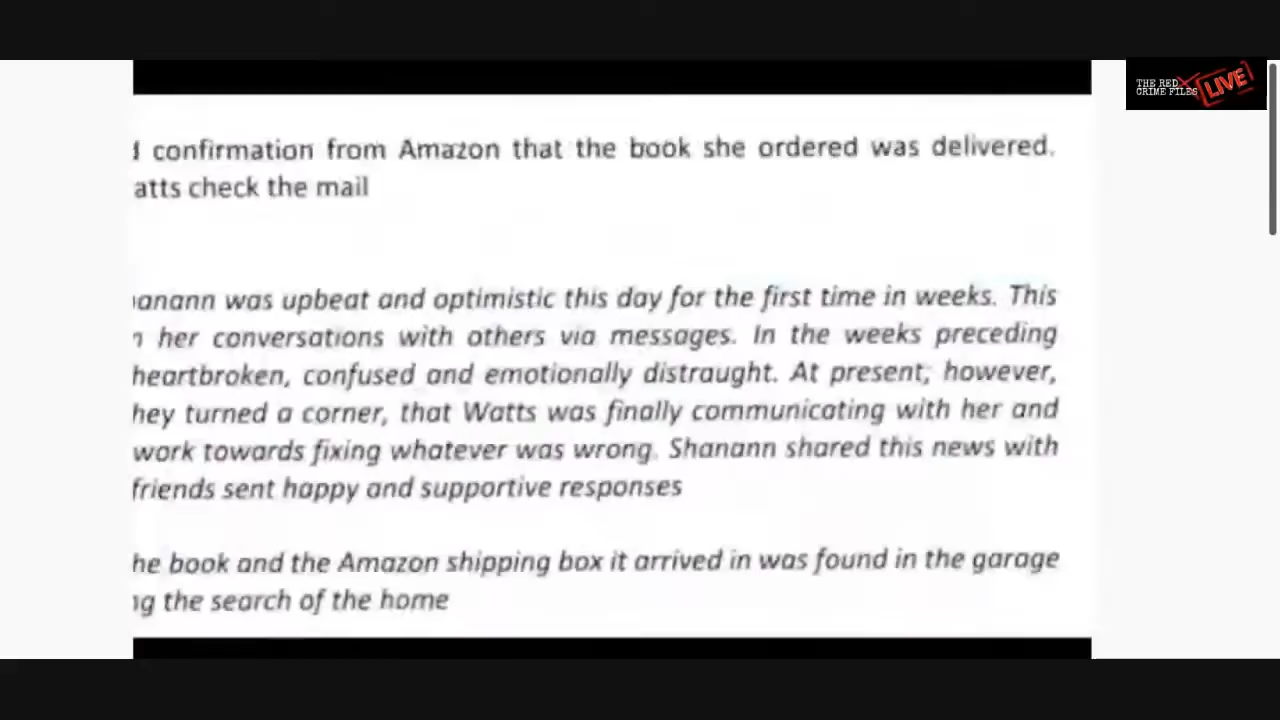 THE RED
CRIME FILES
LIVE
confirmation from Amazon that the book she ordered was delivered.
atts check the mail
anann was upbeat and optimistic this day for the first time in weeks. This
her conversations with others via messages. In the weeks preceding
heartbroken, confused and emotionally distraught. At present, however,
hey turned a corner, that Watts was finally communicating with her and
work towards fixing whatever was wrong. Shanann shared this news with
friends sent happy and supportive responses
he book and the Amazon shipping box it arrived in was found in the garage
g the search of the home